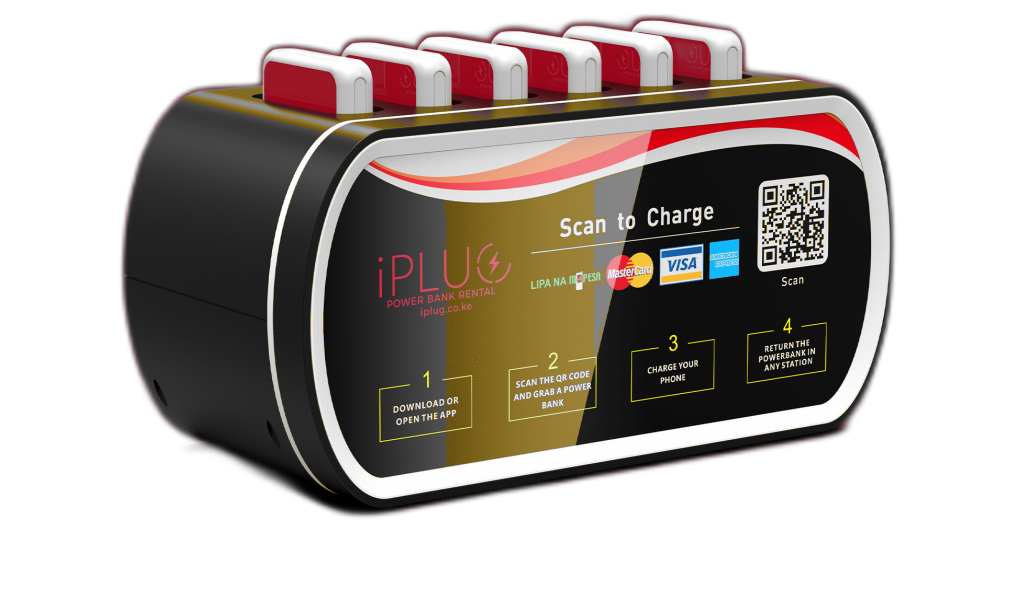 iPLUG
POWER BANK RENTAL
iplug.co.ke
Scan to Charge
LIPA NA M-PESA
MasterCard
VISA
AMERICAN
EXPRESS
Scan
1
DOWNLOAD OR
OPEN THE APP
2
SCAN THE QR CODE
AND GRAB A POWER
BANK
3
CHARGE YOUR
PHONE
4
RETURN THE
POWERBANK IN
ANY STATION